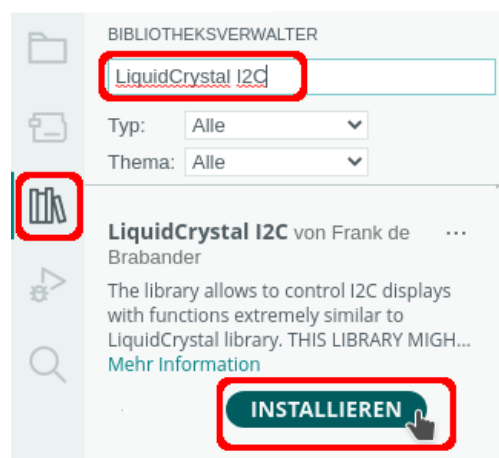 BIBLIOTHEKSVERWALTER
LiquidCrystal I2C
Typ: Alle
Thema: Alle
LiquidCrystal I2C von Frank de ...
Brabander
The library allows to control I2C displays
with functions extremely similar to
LiquidCrystal library. THIS LIBRARY MIGH...
Mehr Information
INSTALLIEREN